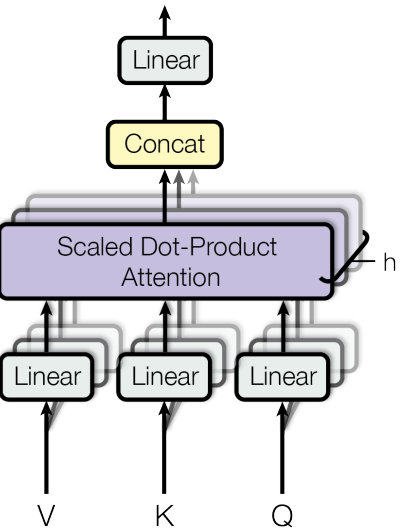 Linear
Concat
Scaled Dot-Product
Attention
h
Linear
Linear
Linear
V
K
Q